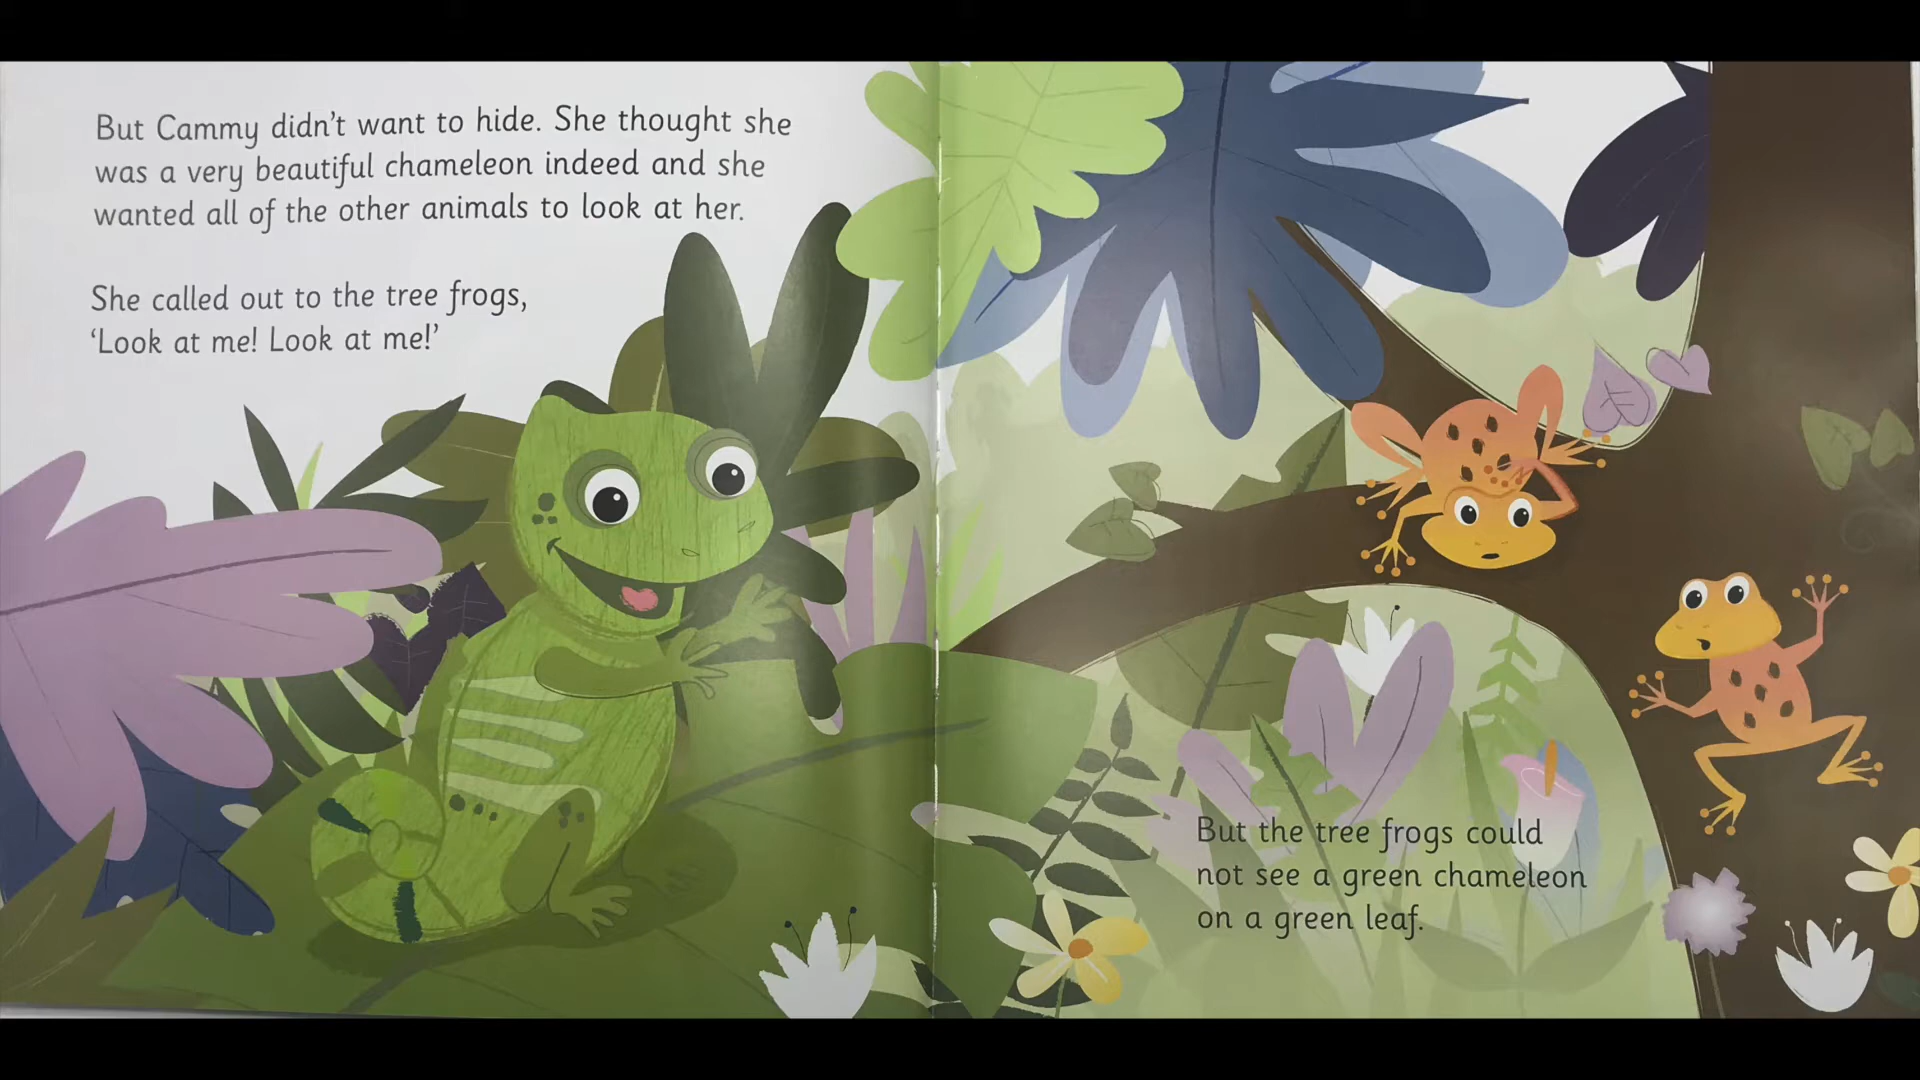 But Cammy didn't want to hide. She thought she
was a very beautiful chameleon indeed and she
wanted all of the other animals to look at her.
She called out to the tree frogs,
‘Look at me! Look at me!’
But the tree frogs could
not see a green chameleon
on a green leaf.